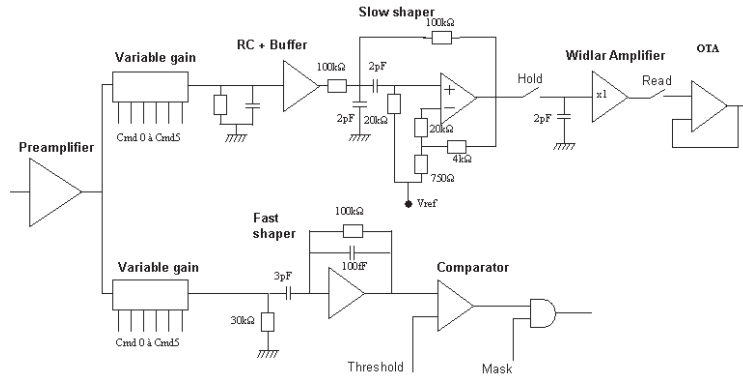 Slow shaper
100kΩ
Variable gain
RC + Buffer
Widlar Amplifier
OTA
100kΩ
2pF
Hold
Read
+
−
x1
Cmd 0 à Cmd5
2pF
20kΩ
20kΩ
2pF
4kΩ
Preamplifier
750Ω
Vref
Fast
shaper
100kΩ
Variable gain
100fF
Comparator
3pF
30kΩ
Cmd 0 à Cmd5
Threshold
Mask